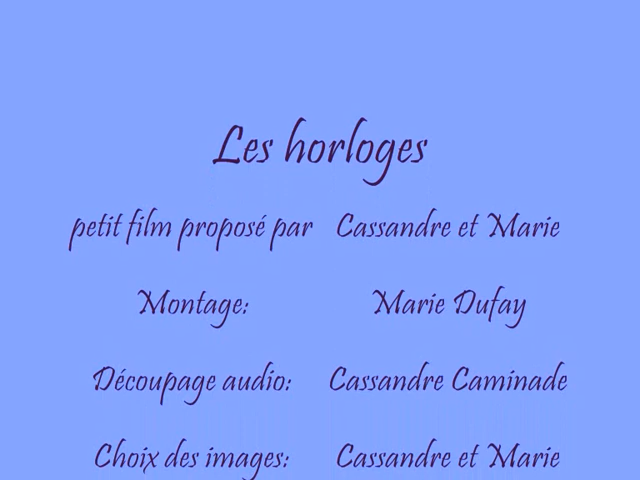 Les horloges
petit film proposé par Cassandre et Marie
Montage: Marie Dufay
Découpage audio: Cassandre Caminade
Choix des images: Cassandre et Marie